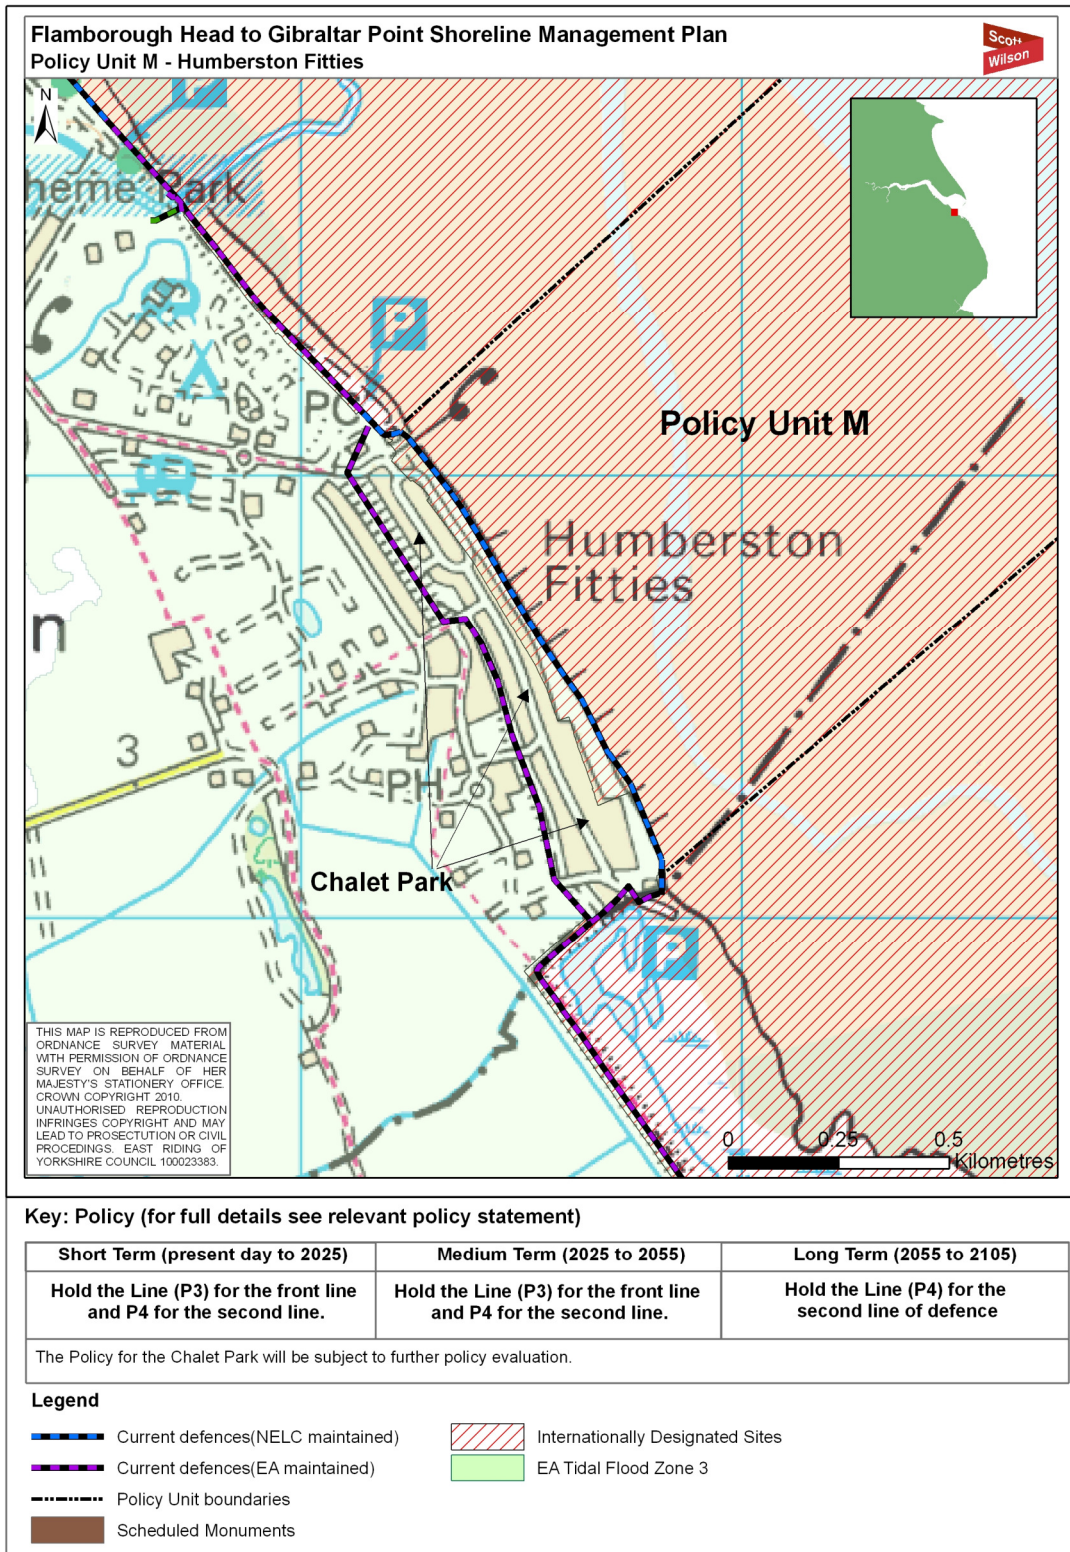 Flamborough Head to Gibraltar Point Shoreline Management Plan
Policy Unit M - Humberston Fitties
Scott
Wilson
N
P
heme Park
P
PC
Policy Unit M
Humberston
Fitties
n
3
PH
Chalet Park
P
THIS MAP IS REPRODUCED FROM
ORDNANCE SURVEY MATERIAL
WITH PERMISSION OF ORDNANCE
SURVEY ON BEHALF OF HER
MAJESTY'S STATIONERY OFFICE.
CROWN COPYRIGHT 2010.
UNAUTHORISED REPRODUCTION
INFRINGES COPYRIGHT AND MAY
LEAD TO PROSECTUTION OR CIVIL
PROCEDINGS. EAST RIDING OF
YORKSHIRE COUNCIL 100023383.
0 0.25 0.5
Kilometres
Key: Policy (for full details see relevant policy statement)
Short Term (present day to 2025) Medium Term (2025 to 2055) Long Term (2055 to 2105)
Hold the Line (P3) for the front line Hold the Line (P3) for the front line Hold the Line (P4) for the
and P4 for the second line. and P4 for the second line. second line of defence
The Policy for the Chalet Park will be subject to further policy evaluation.
Legend
Current defences(NELC maintained) Internationally Designated Sites
Current defences(EA maintained) EA Tidal Flood Zone 3
Policy Unit boundaries
Scheduled Monuments